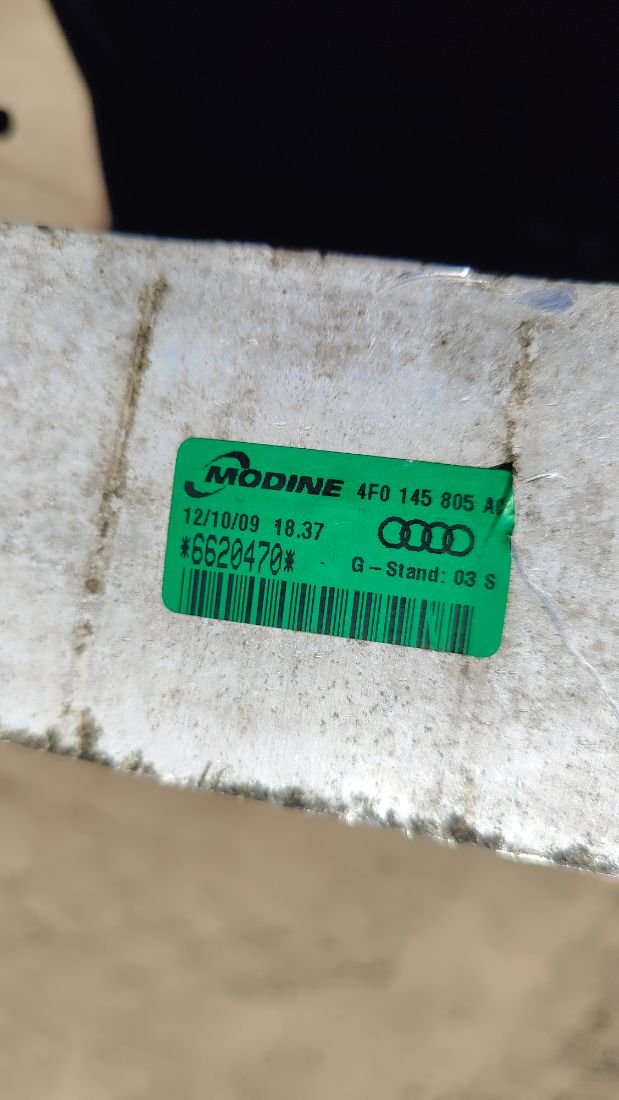 MODINE 4F0 145 805
12/10/09 18.37
*6620470*
G-Stand: 03 S